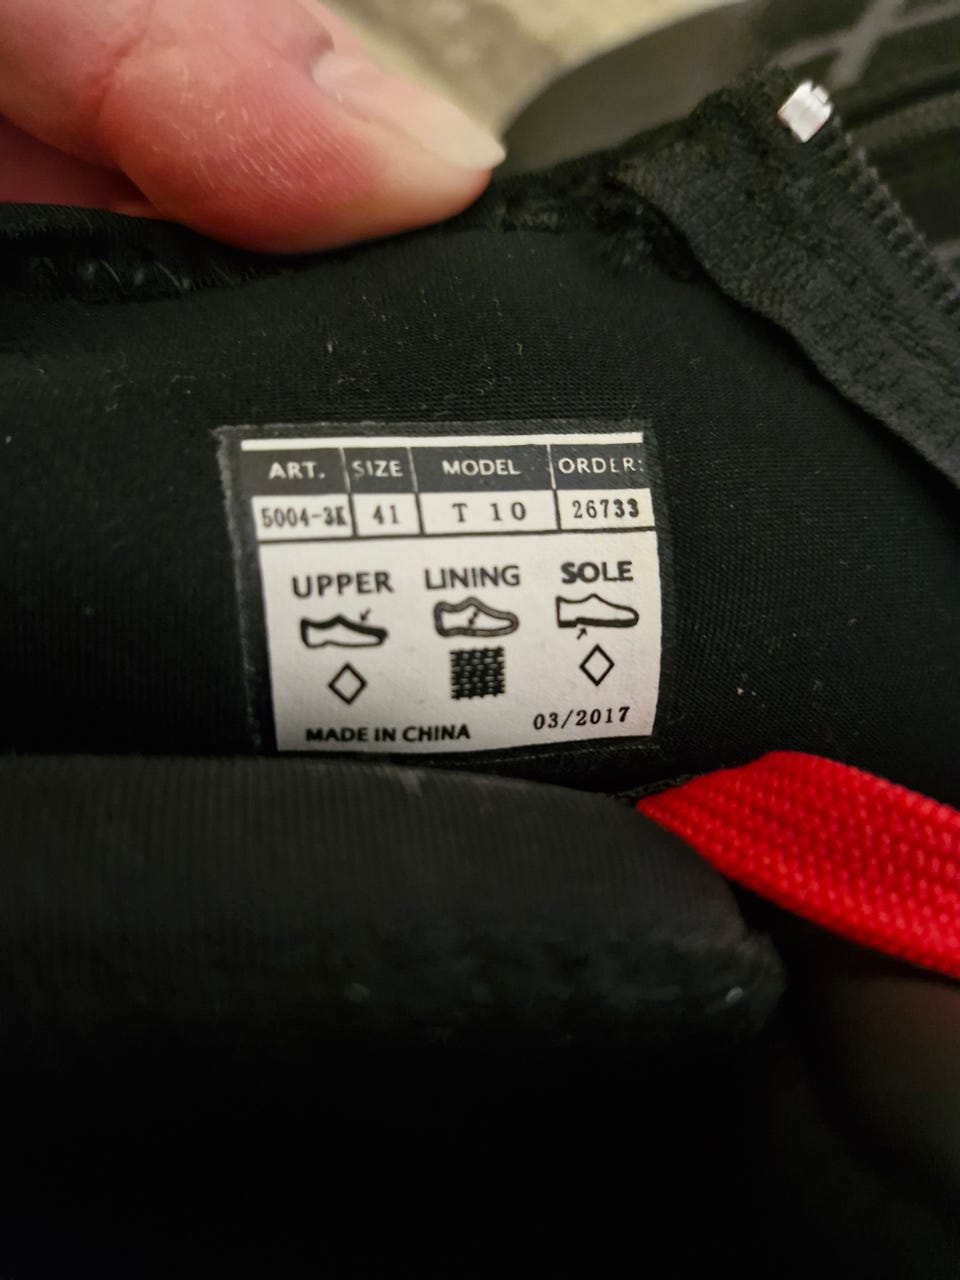 ART. SIZE MODEL ORDER:
5004-3K 41 T 10 26733
UPPER LINING SOLE
03/2017
MADE IN CHINA